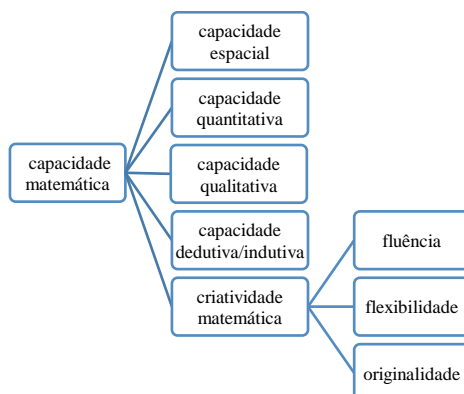 capacidade
matemática
capacidade
espacial
capacidade
quantitativa
capacidade
qualitativa
capacidade
dedutiva/indutiva
criatividade
matemática
fluência
flexibilidade
originalidade